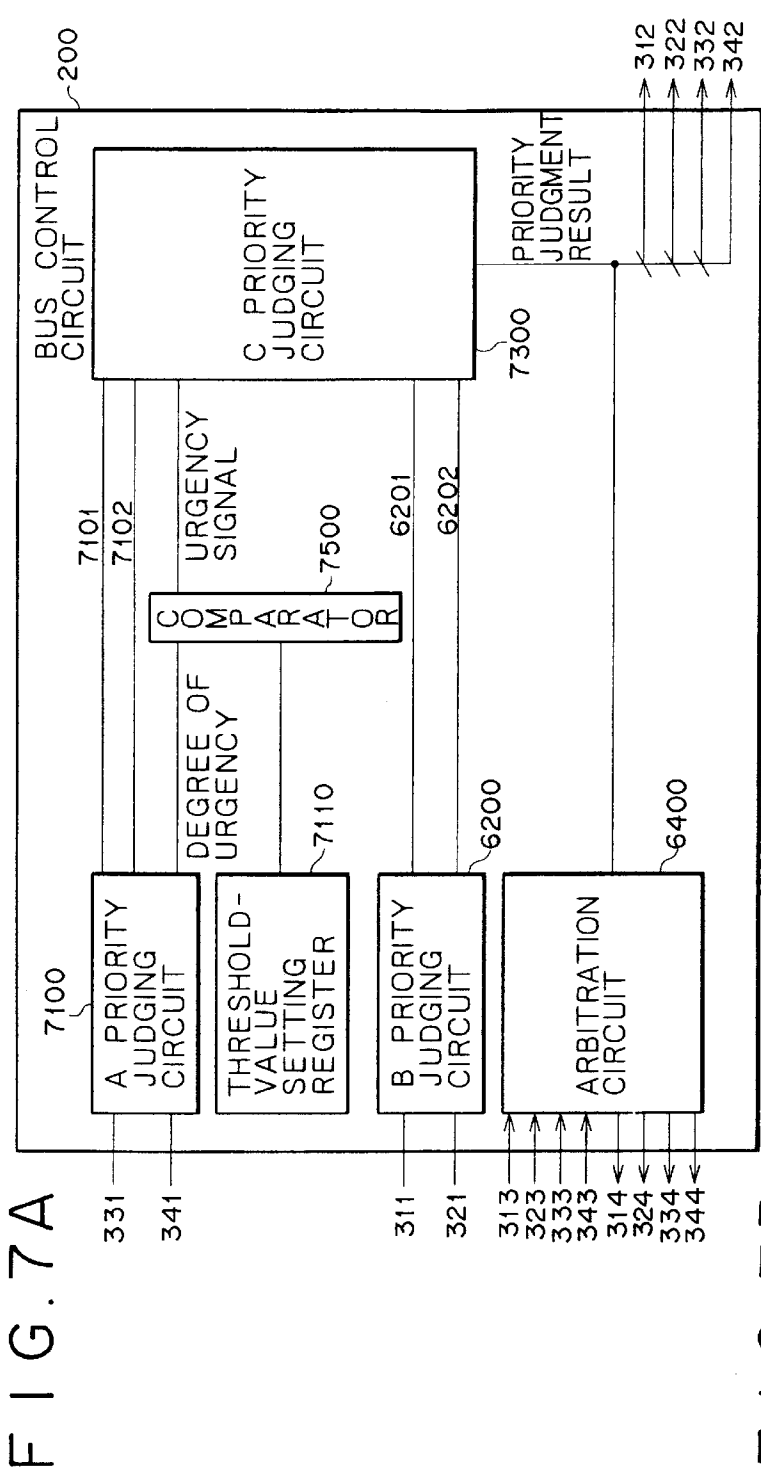 FIG.7A
200
BUS CONTROL
CIRCUIT
7100
A PRIORITY
JUDGING
CIRCUIT
331
341
7101
7102
DEGREE OF
URGENCY
URGENCY
SIGNAL
THRESHOLD-
VALUE
SETTING
REGISTER
7110
COMPARATOR
7500
C PRIORITY
JUDGING
CIRCUIT
7300
B PRIORITY
JUDGING
CIRCUIT
6200
311
321
6201
6202
PRIORITY
JUDGMENT
RESULT
ARBITRATION
CIRCUIT
6400
313
323
333
343
314
324
334
344
312
322
332
342